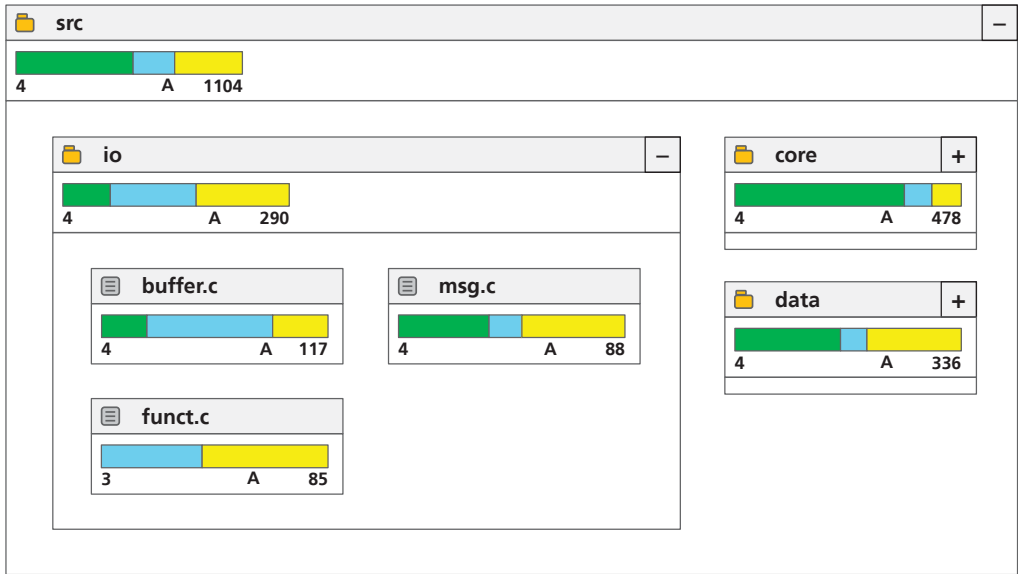 src –
4 A 1104
io –
4 A 290
buffer.c
4 A 117
msg.c
4 A 88
funct.c
3 A 85
core +
4 A 478
data +
4 A 336